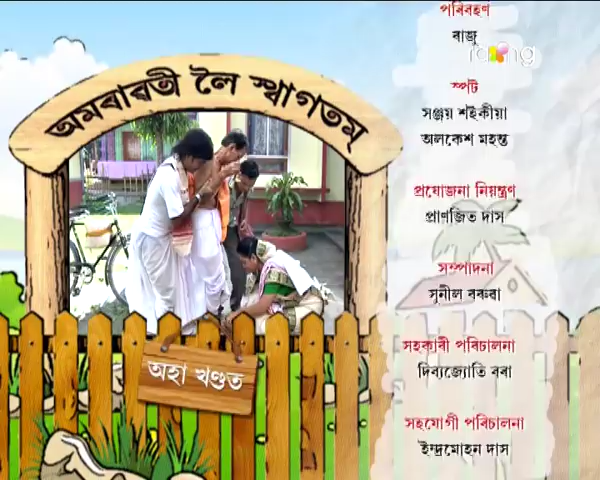 অমৰাৱতী লৈ স্বাগতম্
অহা খণ্ডত
পৰিবহণ
ৰাজু
rang
স্পট
সঞ্জয় শইকীয়া
অলকেশ মহন্ত
প্ৰযোজনা নিয়ন্ত্ৰণ
প্ৰাণজিত দাস
সম্পাদনা
সুনীল বৰুৱা
সহকাৰী পৰিচালনা
দিব্যজ্যোতি বৰা
সহযোগী পৰিচালনা
ইন্দ্ৰমোহন দাস